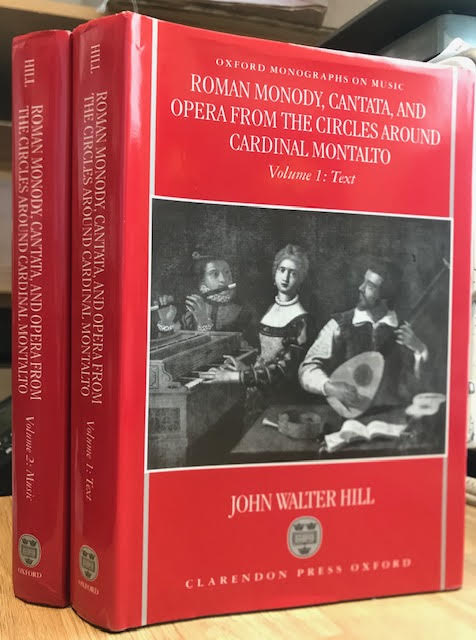 HILL
ROMAN MONODY, CANTATA, AND OPERA FROM
THE CIRCLES AROUND CARDINAL MONTALTO
Volume 2: Music
OXFORD
HILL
ROMAN MONODY, CANTATA, AND OPERA FROM
THE CIRCLES AROUND CARDINAL MONTALTO
Volume 1: Text
OXFORD
OXFORD MONOGRAPHS ON MUSIC
ROMAN MONODY, CANTATA, AND
OPERA FROM THE CIRCLES AROUND
CARDINAL MONTALTO
Volume 1: Text
JOHN WALTER HILL
CLARENDON PRESS OXFORD